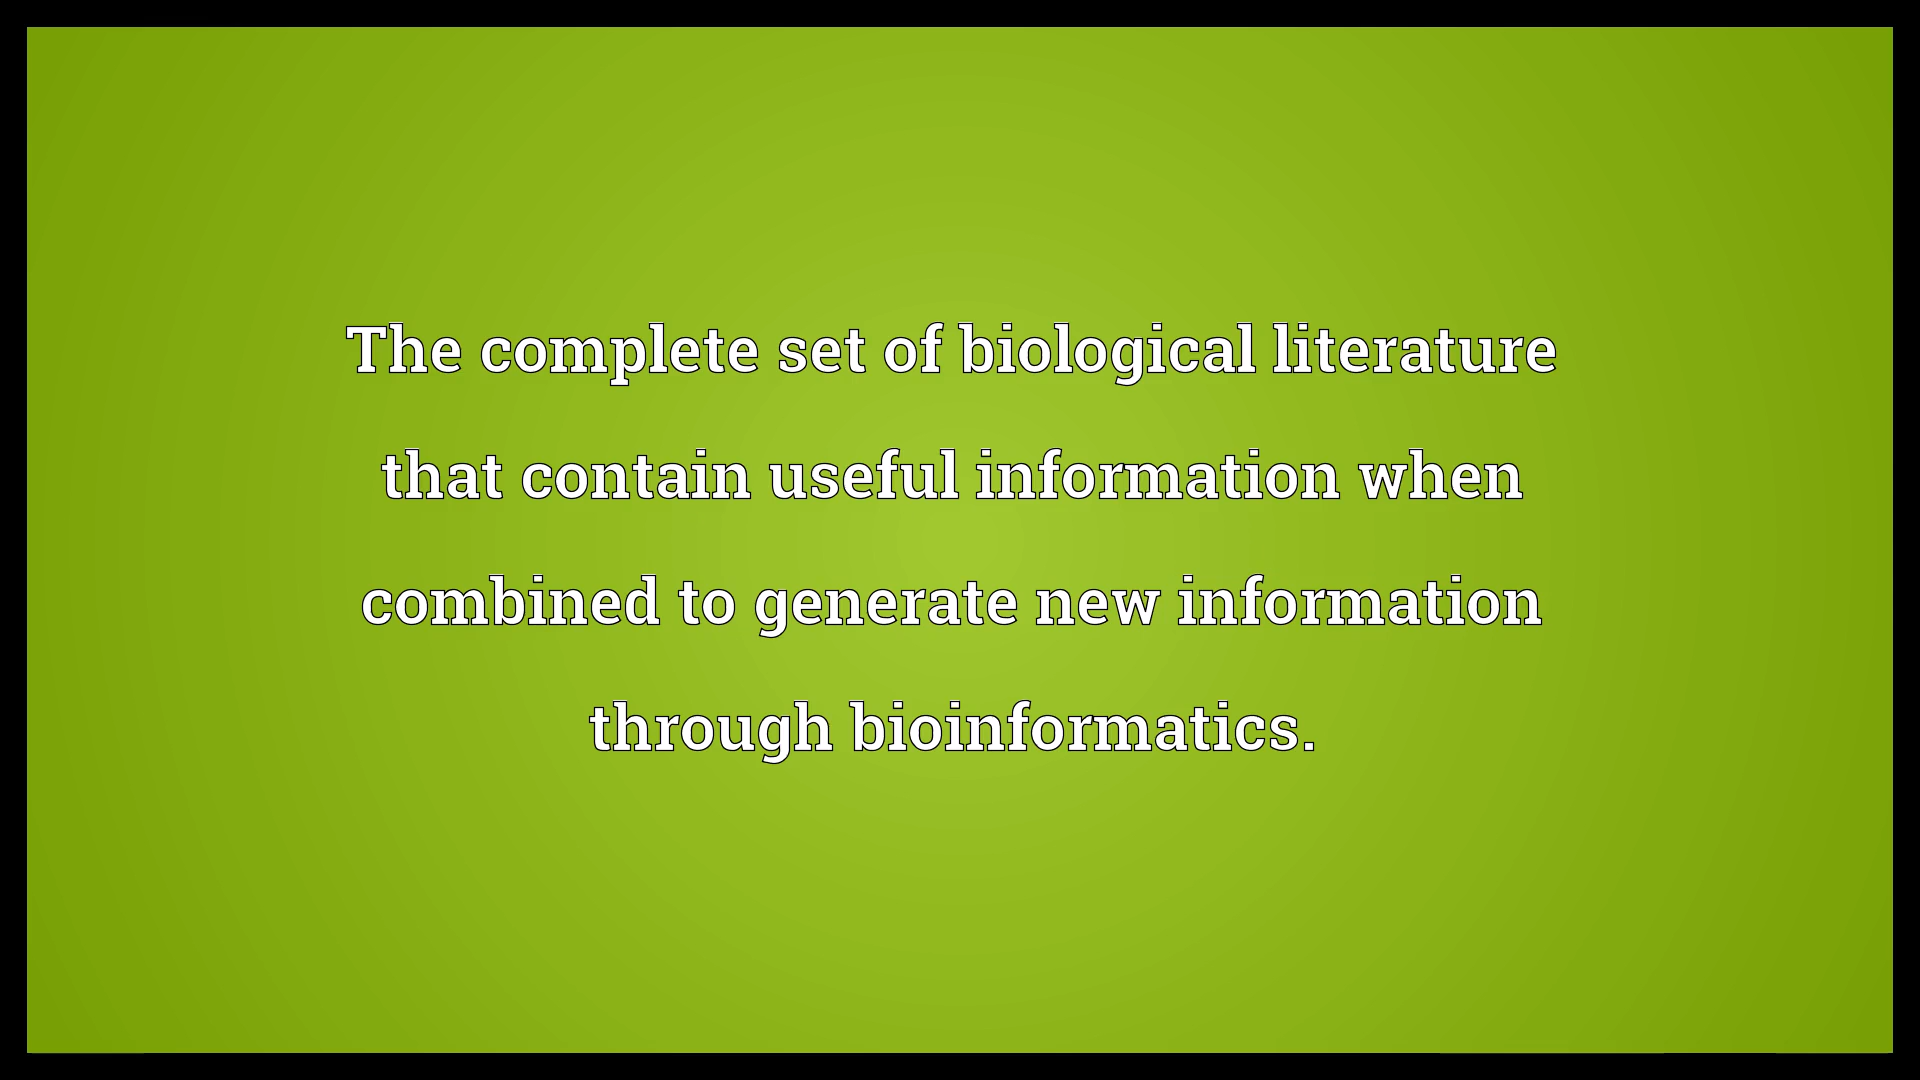 The complete set of biological literature
that contain useful information when
combined to generate new information
through bioinformatics.